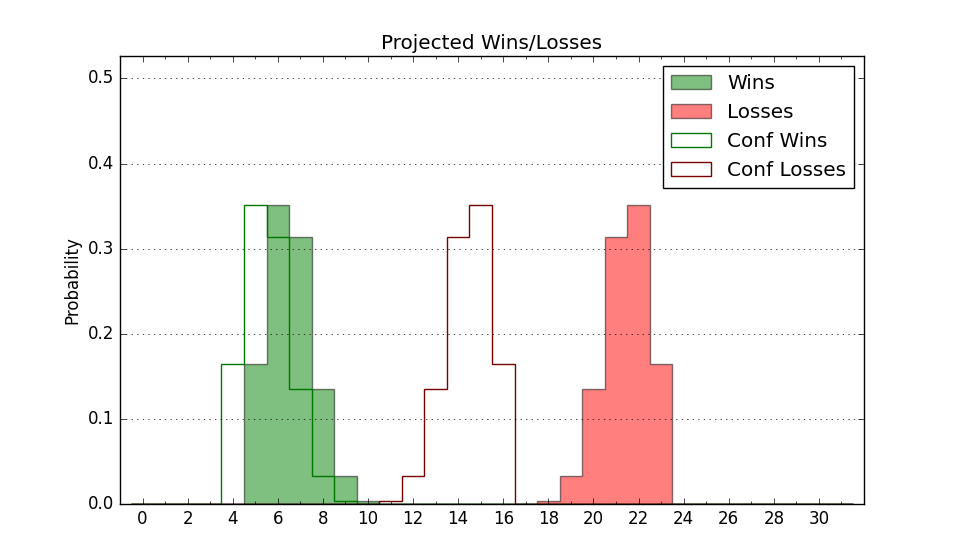 Projected Wins/Losses
Probability
0.5
0.4
0.3
0.2
0.1
0.0
Wins
Losses
Conf Wins
Conf Losses
0 2 4 6 8 10 12 14 16 18 20 22 24 26 28 30